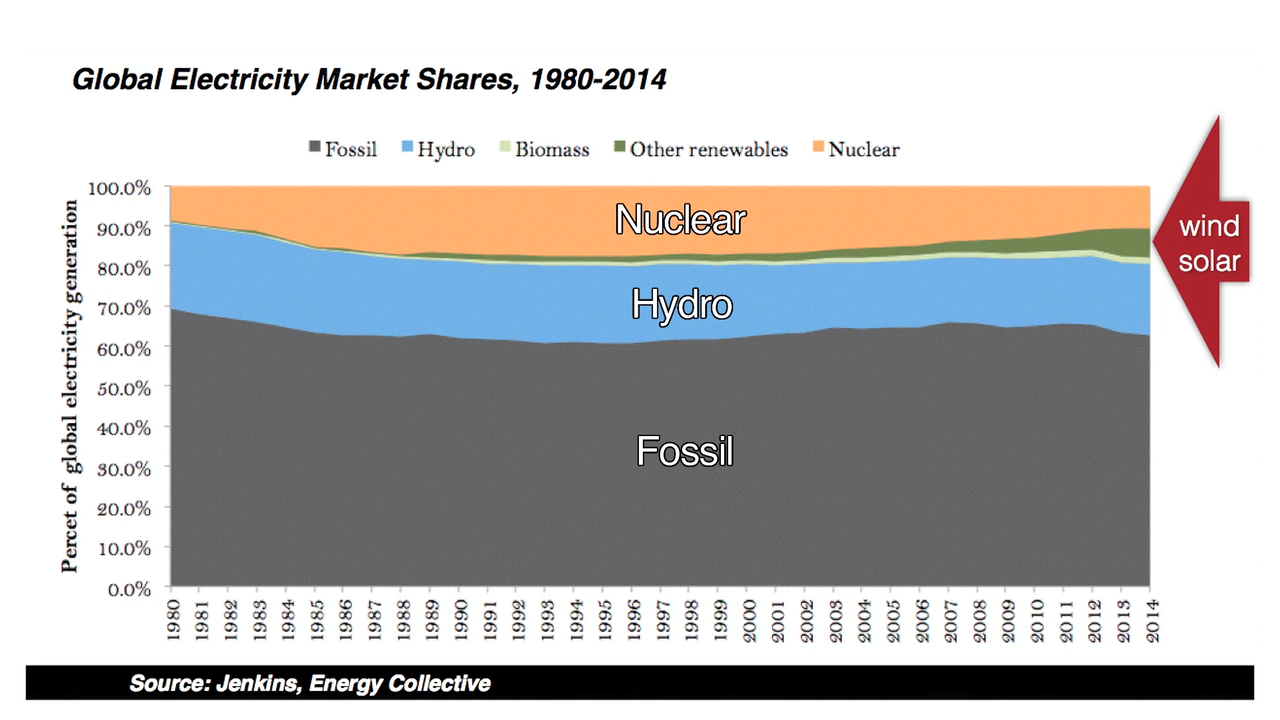 Global Electricity Market Shares, 1980-2014
Fossil Hydro Biomass Other renewables Nuclear
Percet of global electricity generation
100.0%
90.0%
80.0%
70.0%
60.0%
50.0%
40.0%
30.0%
20.0%
10.0%
0.0%
Nuclear
Hydro
Fossil
wind
solar
1980 1981 1982 1983 1984 1985 1986 1987 1988 1989 1990 1991 1992 1993 1994 1995 1996 1997 1998 1999 2000 2001 2002 2003 2004 2005 2006 2007 2008 2009 2010 2011 2012 2013 2014
Source: Jenkins, Energy Collective